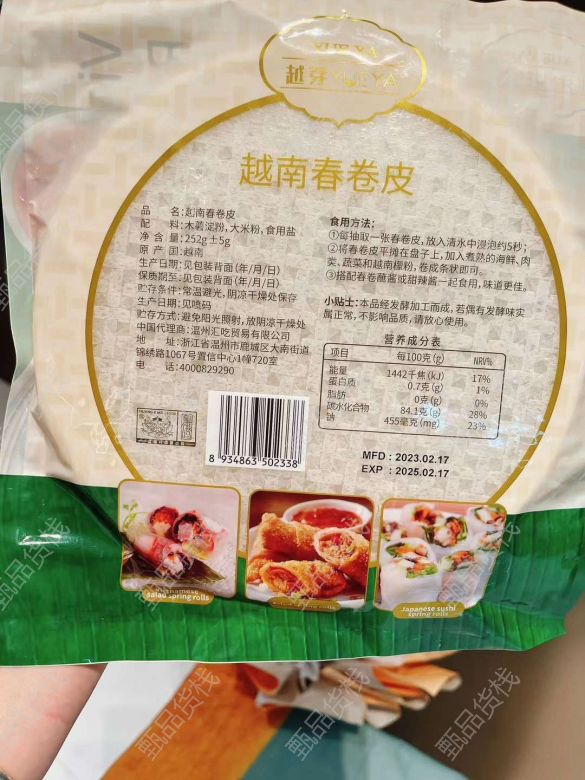 YUEYA
越芽YUEYA
越南春卷皮
品　名:越南春卷皮
配　料:木薯淀粉,大米粉,食用盐
净 含 量:252g±5g
原 产 国:越南
生产日期:见包装背面(年/月/日)
保质期至:见包装背面(年/月/日)
贮存条件:常温避光,阴凉干燥处保存
生产日期:见喷码
贮存方式:避免阳光照射,放阴凉干燥处
中国代理商:温州汇吃贸易有限公司
地　址:浙江省温州市鹿城区大南街道
锦绣路1067号置信中心1幢720室
电　话:4000829290
食用方法:
①每抽取一张春卷皮,放入清水中浸泡约5秒;
②将春卷皮平摊在盘子上,加入煮熟的海鲜、肉
类、蔬菜和越南檬粉,卷成条状即可。
③搭配春卷蘸酱或甜辣酱一起食用,味道更佳。
小贴士:本品经发酵加工而成,若偶有发酵味实
属正常,不影响品质,请放心使用。
营养成分表
项目 每100克(g) NRV%
能量 1442千焦(kJ) 17%
蛋白质 0.7克(g) 1%
脂肪 0克(g) 0%
碳水化合物 84.1克(g) 28%
钠 455毫克(mg) 23%
MFD : 2023.02.17
EXP : 2025.02.17
8 934863 502338
Vietnamese
salad spring rolls
spring rolls
Japanese sushi
spring rolls
甄品货栈